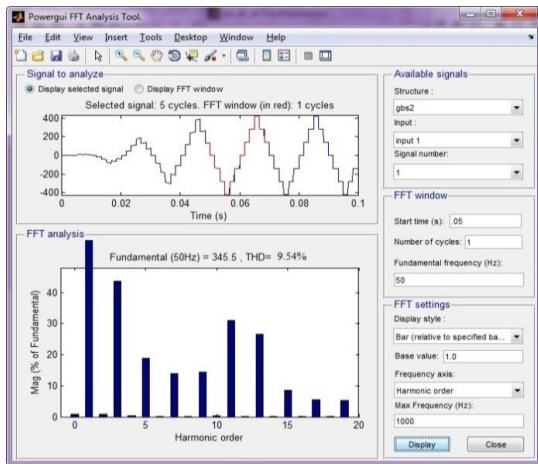 Powergui FFT Analysis Tool.
File Edit View Insert Tools Desktop Window Help
Signal to analyze
Display selected signal Display FFT window
Selected signal: 5 cycles. FFT window (in red): 1 cycles
400
200
0
-200
-400
0 0.02 0.04 0.06 0.08 0.1
Time (s)
FFT analysis
Fundamental (50Hz) = 345.5 , THD= 9.54%
Mag (% of Fundamental)
40
30
20
10
0
0 5 10 15 20
Harmonic order
Available signals
Structure :
gbs2
Input :
input 1
Signal number:
1
FFT window
Start time (s): .05
Number of cycles: 1
Fundamental frequency (Hz):
50
FFT settings
Display style :
Bar (relative to specified ba...
Base value: 1.0
Frequency axis:
Harmonic order
Max Frequency (Hz):
1000
Display Close